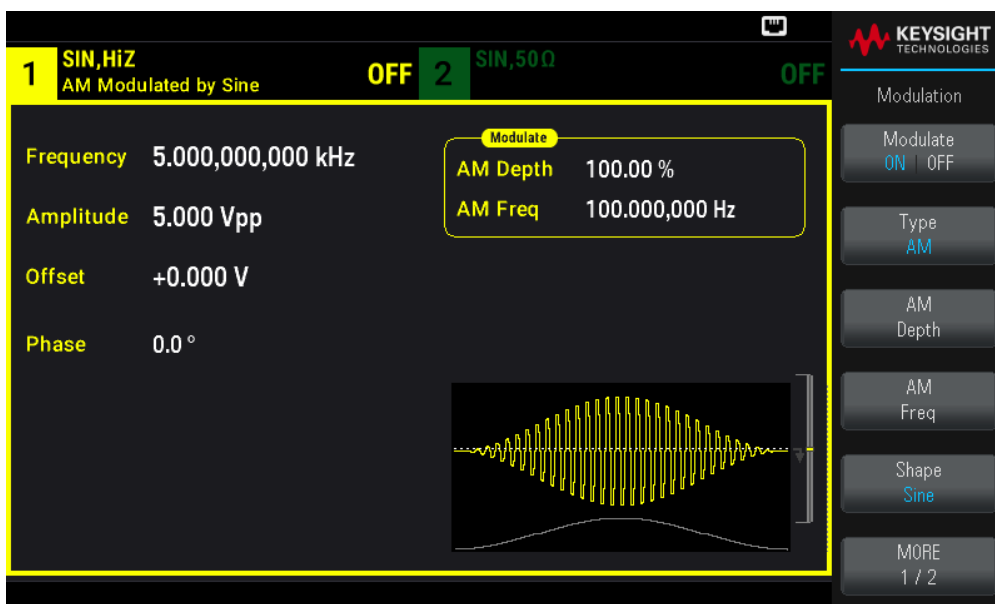 KEYSIGHT
TECHNOLOGIES
1 SIN,HiZ OFF 2 SIN,50Ω OFF
AM Modulated by Sine
Frequency 5.000,000,000 kHz
Amplitude 5.000 Vpp
Offset +0.000 V
Phase 0.0 °
Modulate
AM Depth 100.00 %
AM Freq 100.000,000 Hz
Modulation
Modulate
ON | OFF
Type
AM
AM
Depth
AM
Freq
Shape
Sine
MORE
1 / 2